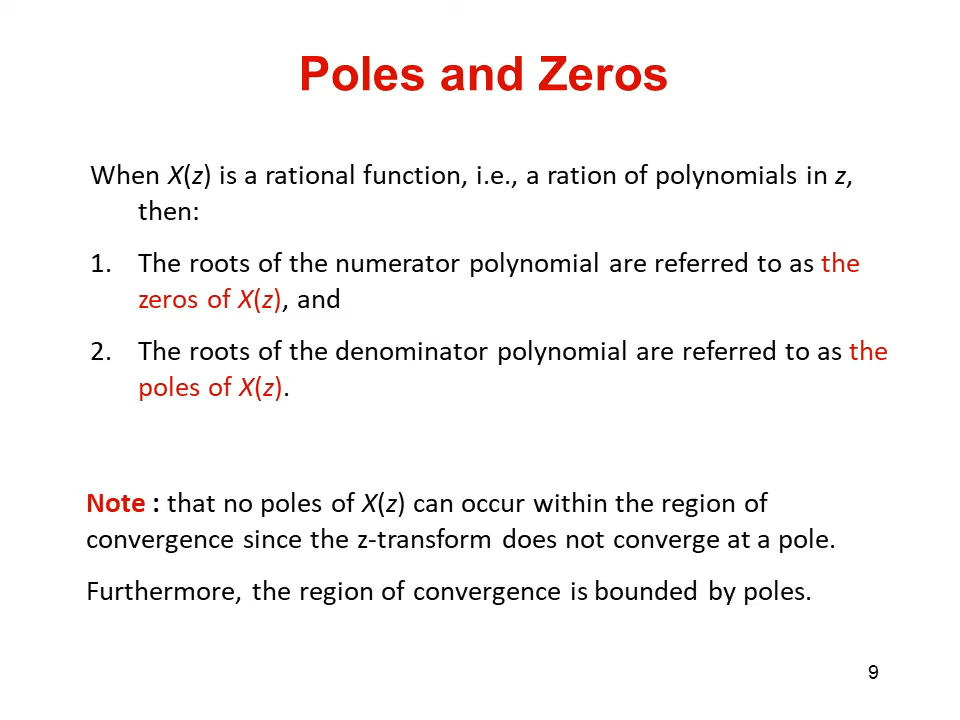 Poles and Zeros
When X(z) is a rational function, i.e., a ration of polynomials in z,
then:
1. The roots of the numerator polynomial are referred to as the
zeros of X(z), and
2. The roots of the denominator polynomial are referred to as the
poles of X(z).
Note : that no poles of X(z) can occur within the region of
convergence since the z-transform does not converge at a pole.
Furthermore, the region of convergence is bounded by poles.
9